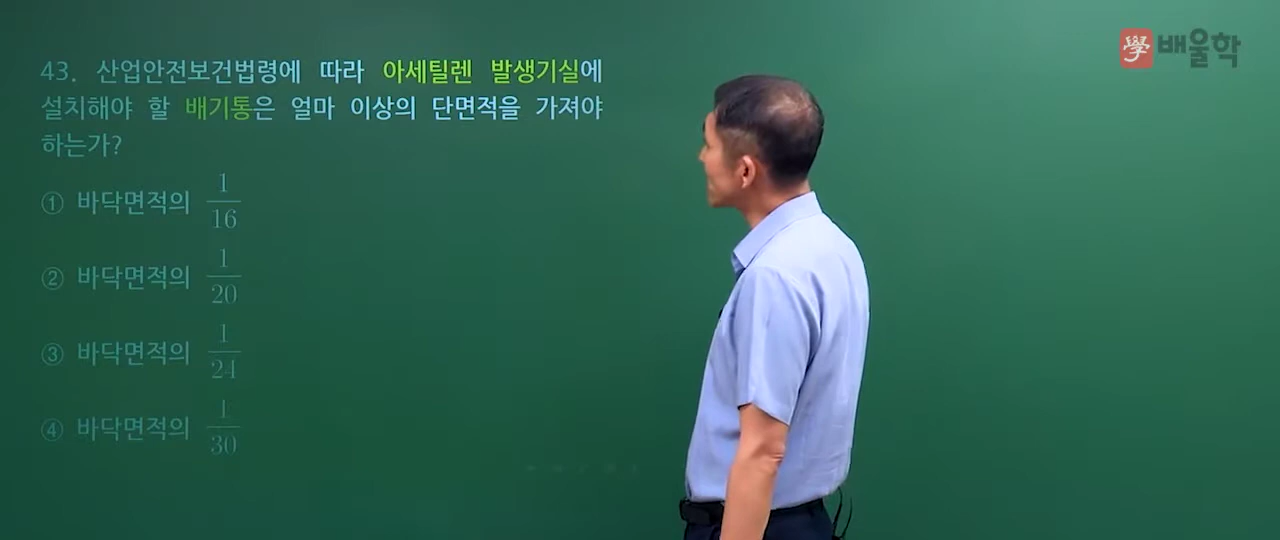 學 배울학
43. 산업안전보건법령에 따라 아세틸렌 발생기실에
설치해야 할 배기통은 얼마 이상의 단면적을 가져야
하는가?
① 바닥면적의 1/16
② 바닥면적의 1/20
③ 바닥면적의 1/24
④ 바닥면적의 1/30